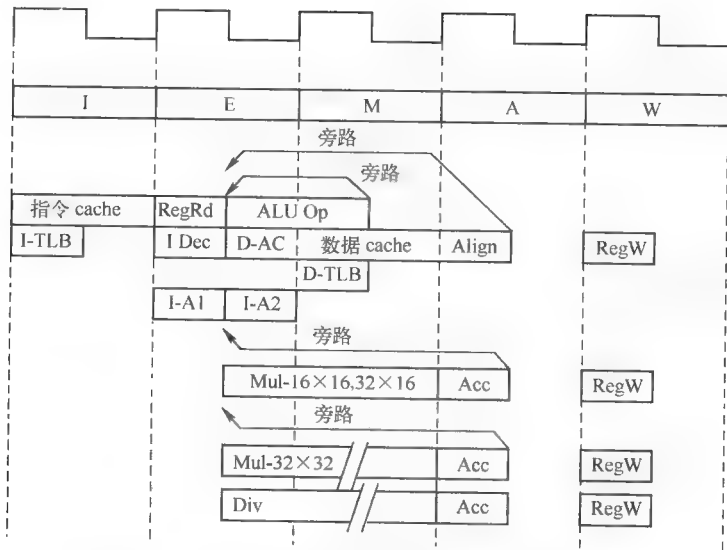 I E M A W
旁路
旁路
指令 cache RegRd ALU Op
I-TLB I Dec D-AC 数据 cache Align RegW
D-TLB
I-A1 I-A2
旁路
Mul-16×16,32×16 Acc RegW
旁路
Mul-32×32 Acc RegW
Div Acc RegW